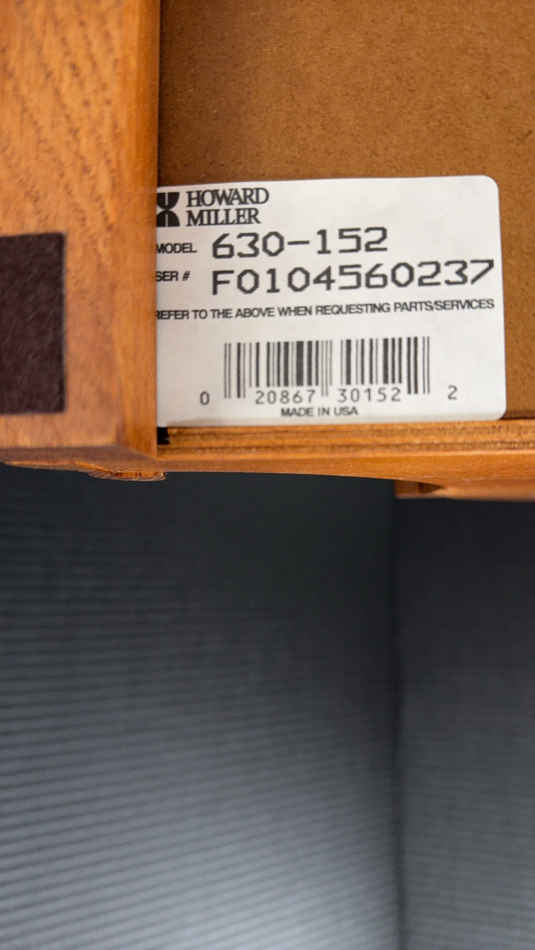 HOWARD
MILLER
MODEL 630-152
SER # F0104560237
REFER TO THE ABOVE WHEN REQUESTING PARTS/SERVICES
0 20867 30152 2
MADE IN USA